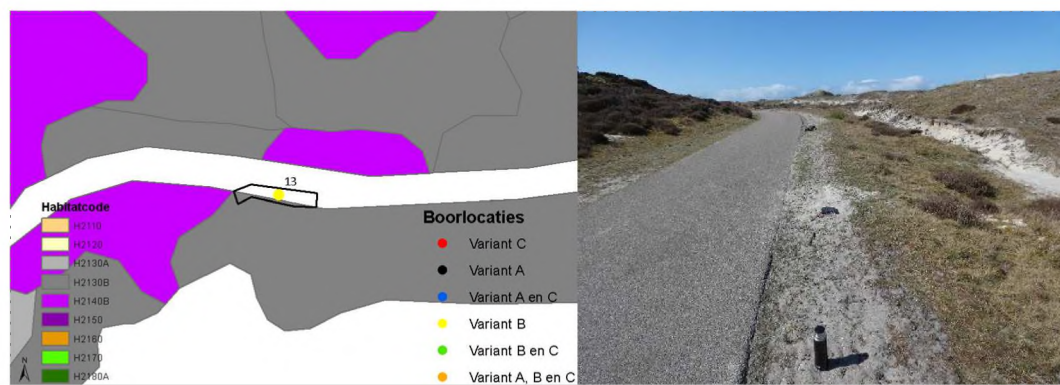 13
Habitatcode
H2110
H2120
H2130A
H2130B
H2140B
H2150
H2160
H2170
H2180A
N
Boorlocaties
Variant C
Variant A
Variant A en C
Variant B
Variant B en C
Variant A, B en C